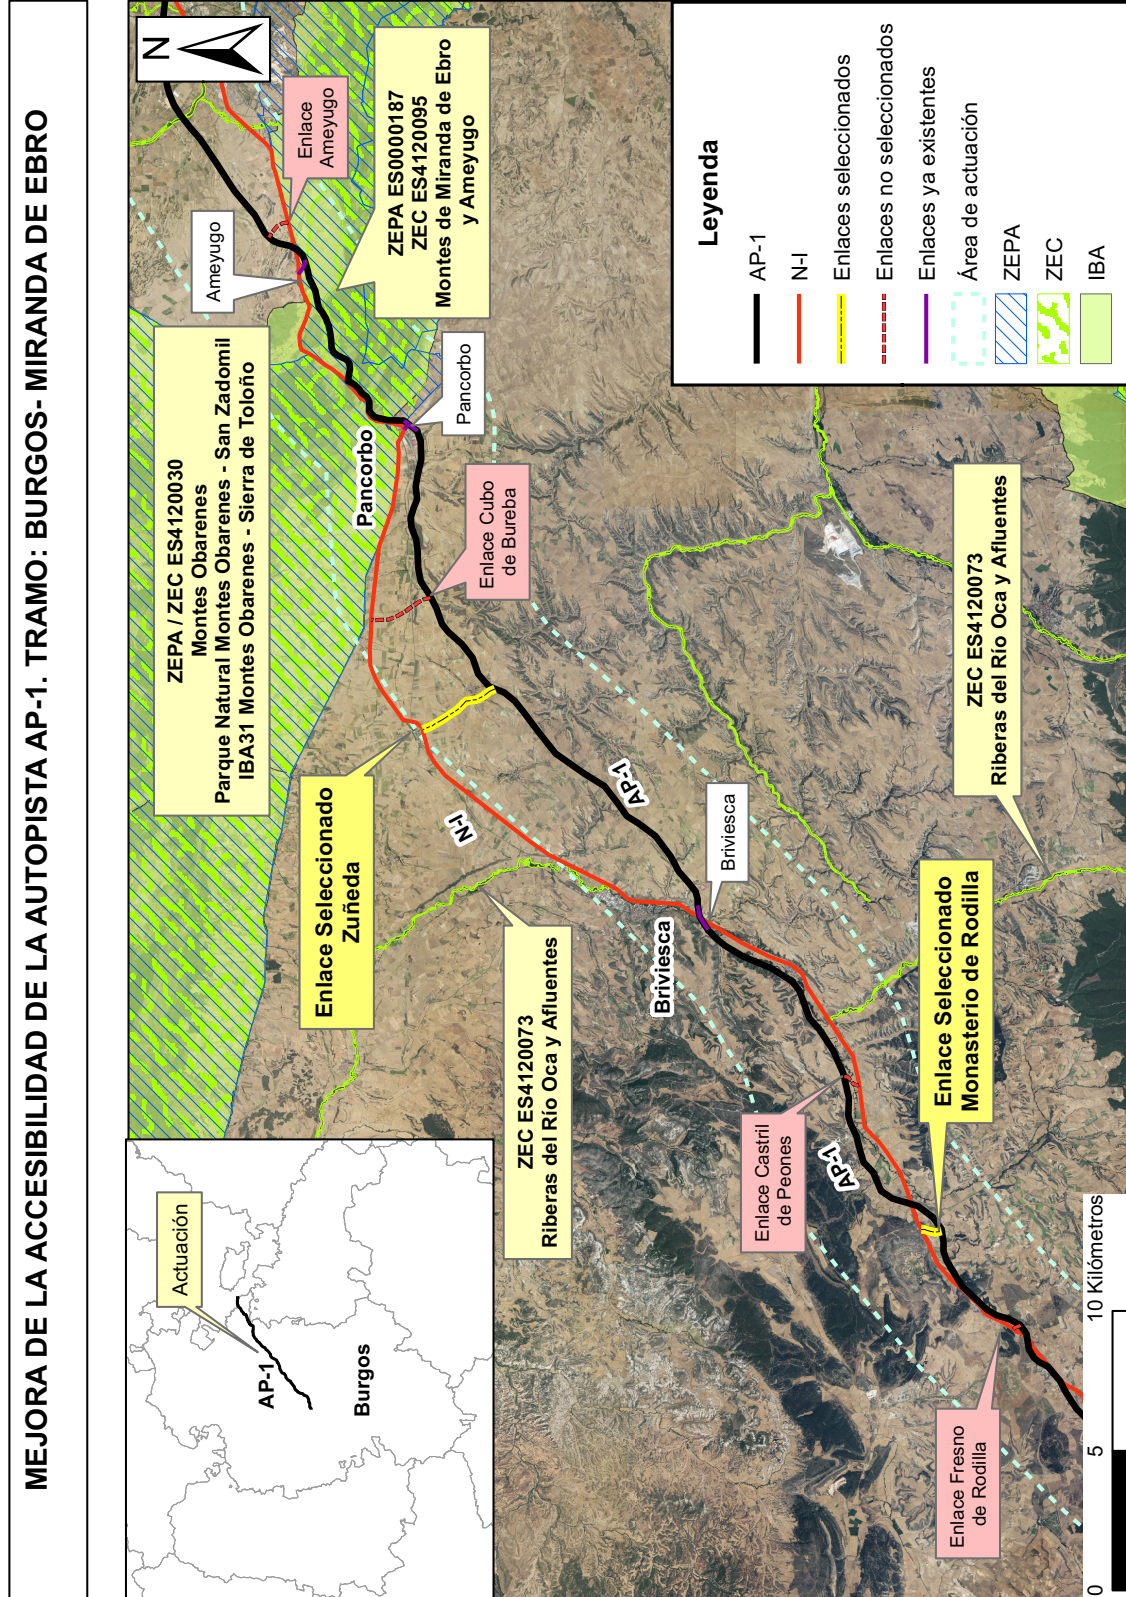 MEJORA DE LA ACCESIBILIDAD DE LA AUTOPISTA AP-1. TRAMO: BURGOS- MIRANDA DE EBRO
Actuación
AP-1
Burgos
ZEPA / ZEC ES4120030
Montes Obarenes
Parque Natural Montes Obarenes - San Zadornil
IBA31 Montes Obarenes - Sierra de Toloño
N
Ameyugo
Enlace
Ameyugo
ZEPA ES0000187
ZEC ES4120095
Montes de Miranda de Ebro
y Ameyugo
Enlace Seleccionado
Zuñeda
Pancorbo
Pancorbo
Enlace Cubo
de Bureba
N-I
AP-1
ZEC ES4120073
Riberas del Río Oca y Afluentes
Briviesca
Briviesca
Enlace Castril
de Peones
AP-1
Enlace Seleccionado
Monasterio de Rodilla
ZEC ES4120073
Riberas del Río Oca y Afluentes
Enlace Fresno
de Rodilla
0
5
10 Kilómetros
Leyenda
AP-1
N-I
Enlaces seleccionados
Enlaces no seleccionados
Enlaces ya existentes
Área de actuación
ZEPA
ZEC
IBA